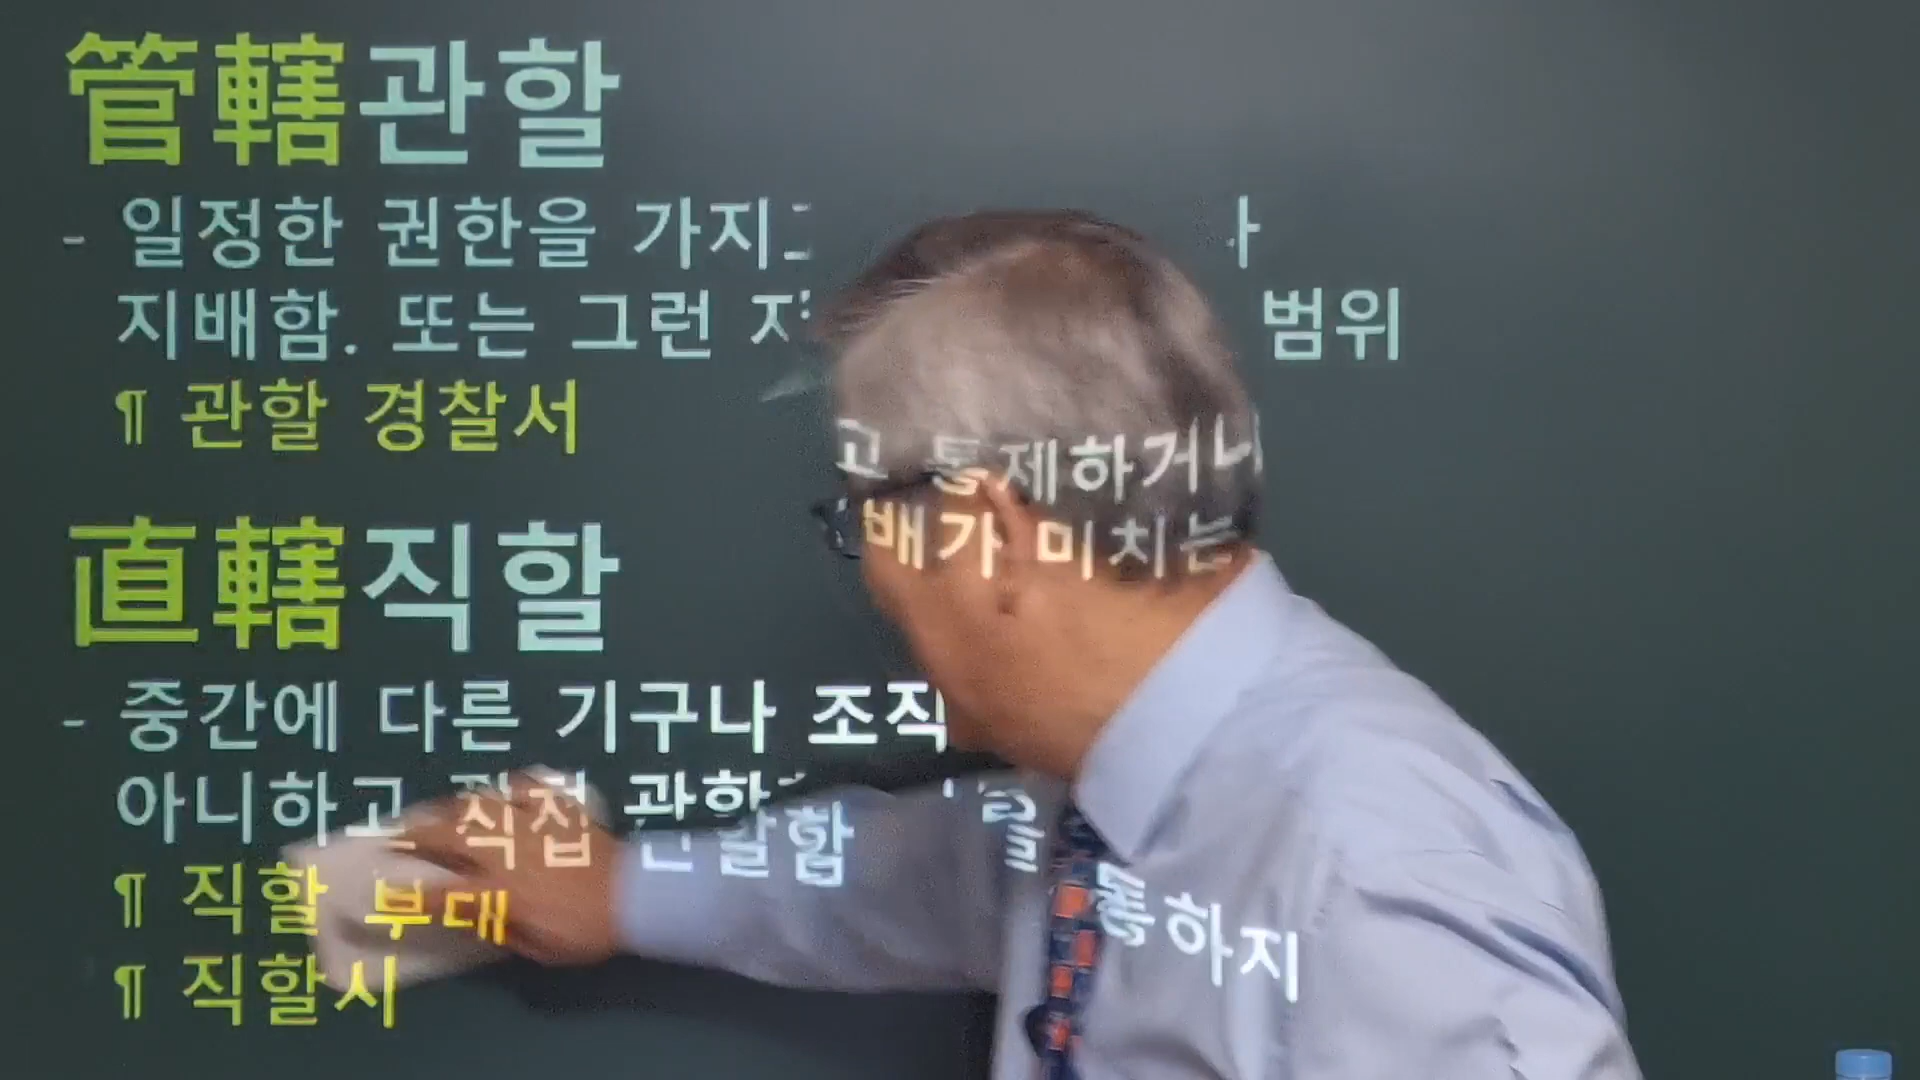 管轄관할
- 일정한 권한을 가지고 통제하거나
지배함. 또는 그런 지배가 미치는 범위
¶ 관할 경찰서
直轄직할
- 중간에 다른 기구나 조직을 통하지
아니하고 직접 관할함
¶ 직할 부대
¶ 직할시